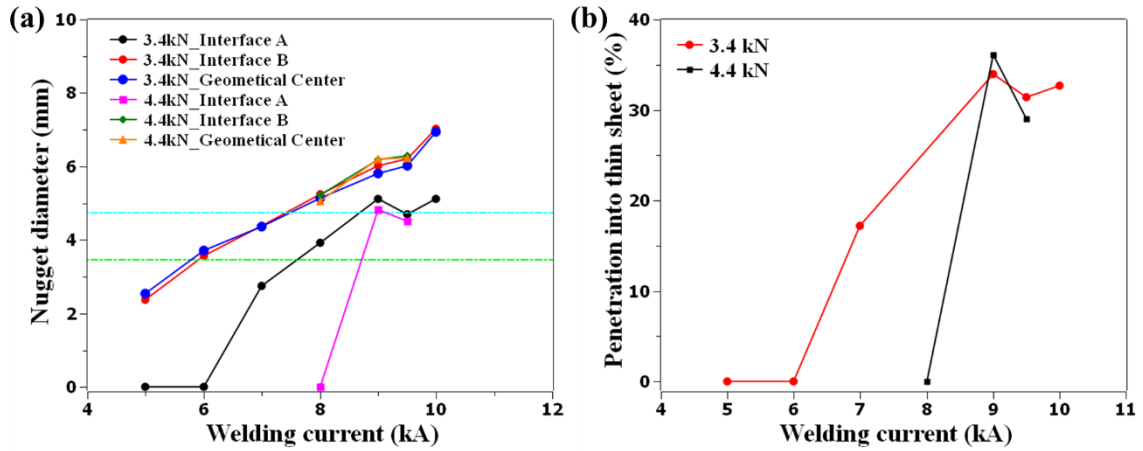 (a)
Nugget diameter (mm)
10
8
6
4
2
0
3.4kN_Interface A
3.4kN_Interface B
3.4kN_Geometical Center
4.4kN_Interface A
4.4kN_Interface B
4.4kN_Geometical Center
4 6 8 10 12
Welding current (kA)
(b)
Penetration into thin sheet (%)
40
30
20
10
0
3.4 kN
4.4 kN
4 5 6 7 8 9 10 11
Welding current (kA)